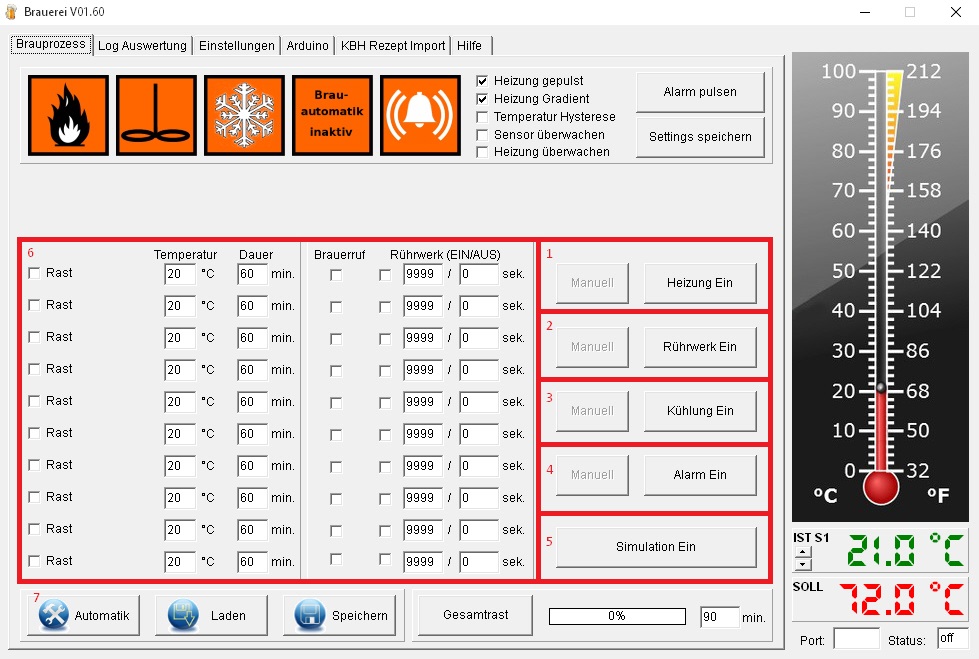 Brauerei V01.60
Brauprozess Log Auswertung Einstellungen Arduino KBH Rezept Import Hilfe
Brau-
automatik
inaktiv
Heizung gepulst
Heizung Gradient
Temperatur Hysterese
Sensor überwachen
Heizung überwachen
Alarm pulsen
Settings speichern
6 Temperatur Dauer Brauerruf Rührwerk (EIN/AUS)
Rast 20 °C 60 min. 9999 / 0 sek.
Rast 20 °C 60 min. 9999 / 0 sek.
Rast 20 °C 60 min. 9999 / 0 sek.
Rast 20 °C 60 min. 9999 / 0 sek.
Rast 20 °C 60 min. 9999 / 0 sek.
Rast 20 °C 60 min. 9999 / 0 sek.
Rast 20 °C 60 min. 9999 / 0 sek.
Rast 20 °C 60 min. 9999 / 0 sek.
Rast 20 °C 60 min. 9999 / 0 sek.
Rast 20 °C 60 min. 9999 / 0 sek.
1
Manuell Heizung Ein
2
Manuell Rührwerk Ein
3
Manuell Kühlung Ein
4
Manuell Alarm Ein
5
Simulation Ein
7
Automatik Laden Speichern Gesamtrast 0% 90 min.
100 212
90 194
80 176
70 158
60 140
50 122
40 104
30 86
20 68
10 50
0 32
°C °F
IST S1 21.0 °C
SOLL 72.0 °C
Port: Status: off